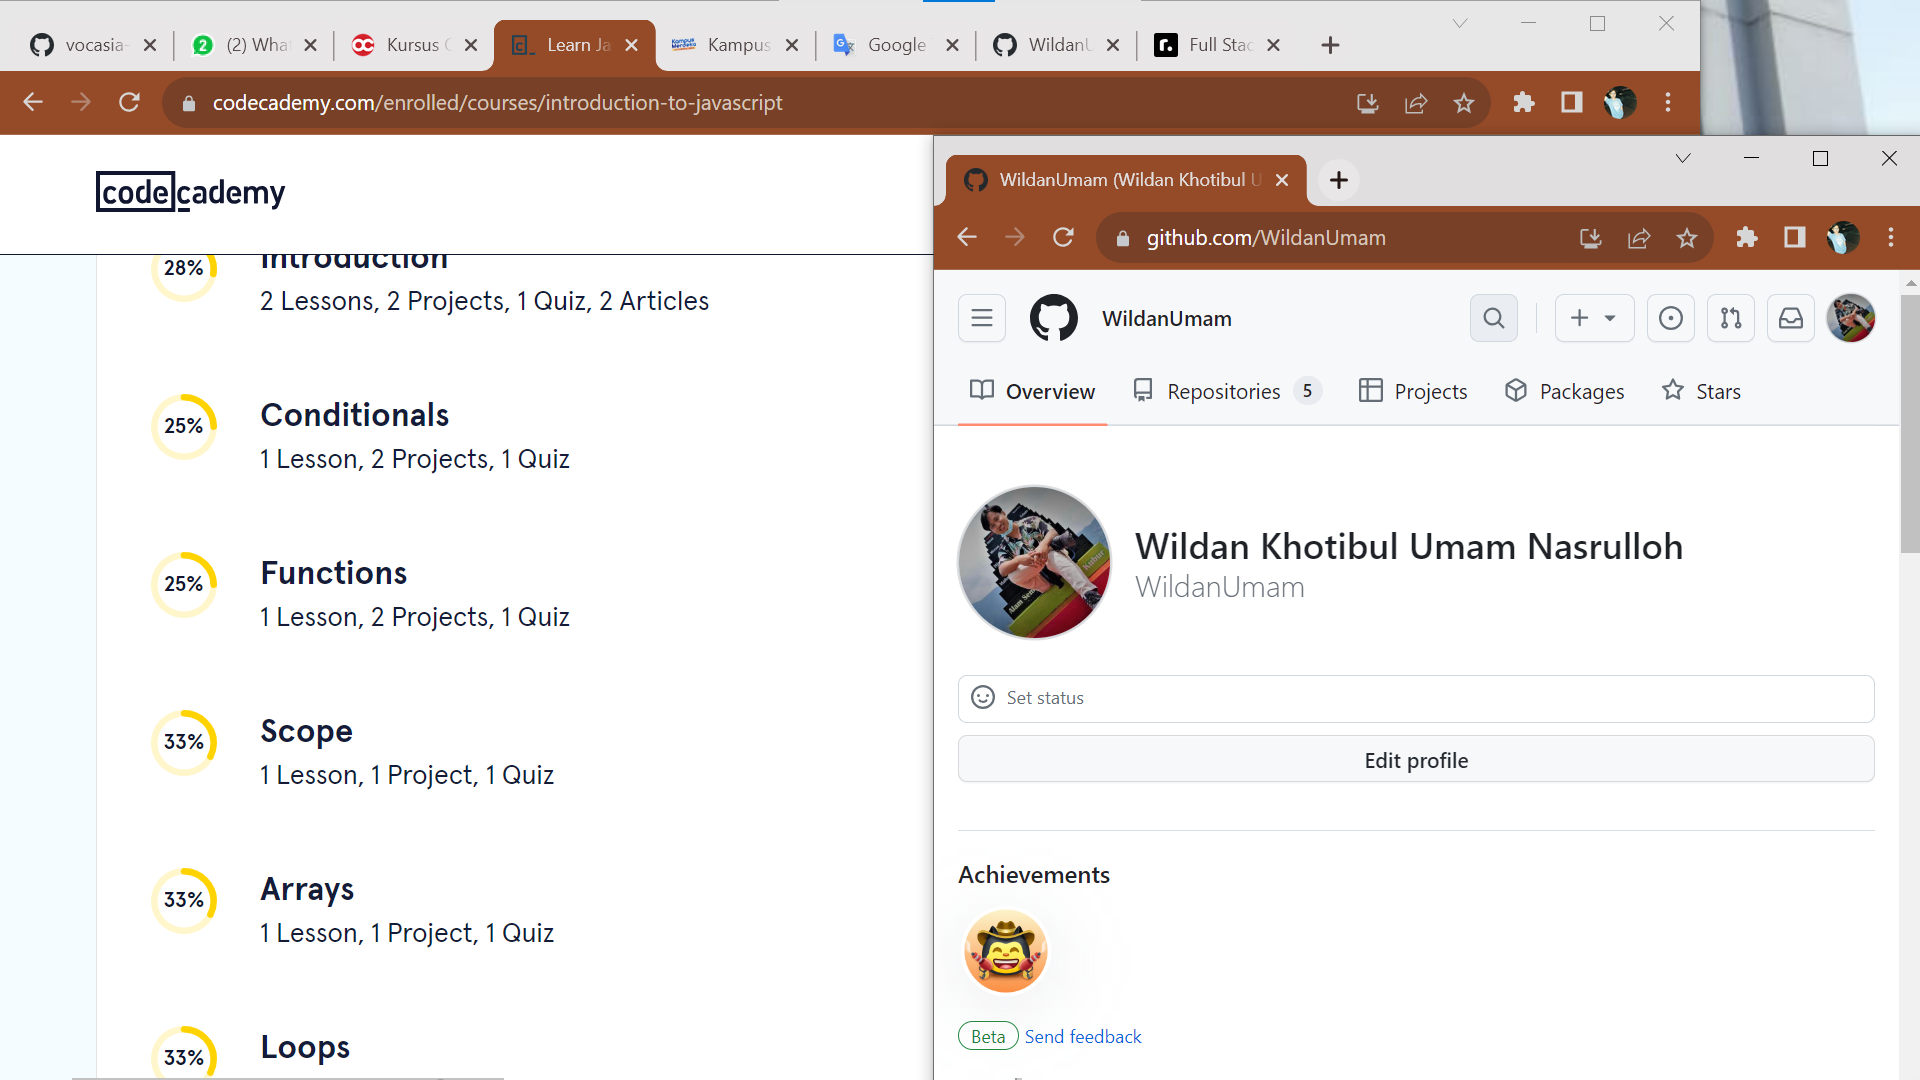 vocasia-
(2) What
Kursus
Learn Ja
Kampus
Google
WildanU
Full Stac
codecademy.com/enrolled/courses/introduction-to-javascript
codecademy
28%
Introduction
2 Lessons, 2 Projects, 1 Quiz, 2 Articles
25%
Conditionals
1 Lesson, 2 Projects, 1 Quiz
25%
Functions
1 Lesson, 2 Projects, 1 Quiz
33%
Scope
1 Lesson, 1 Project, 1 Quiz
33%
Arrays
1 Lesson, 1 Project, 1 Quiz
33%
Loops
WildanUmam (Wildan Khotibul U
github.com/WildanUmam
WildanUmam
Overview
Repositories 5
Projects
Packages
Stars
Wildan Khotibul Umam Nasrulloh
WildanUmam
Set status
Edit profile
Achievements
Beta Send feedback